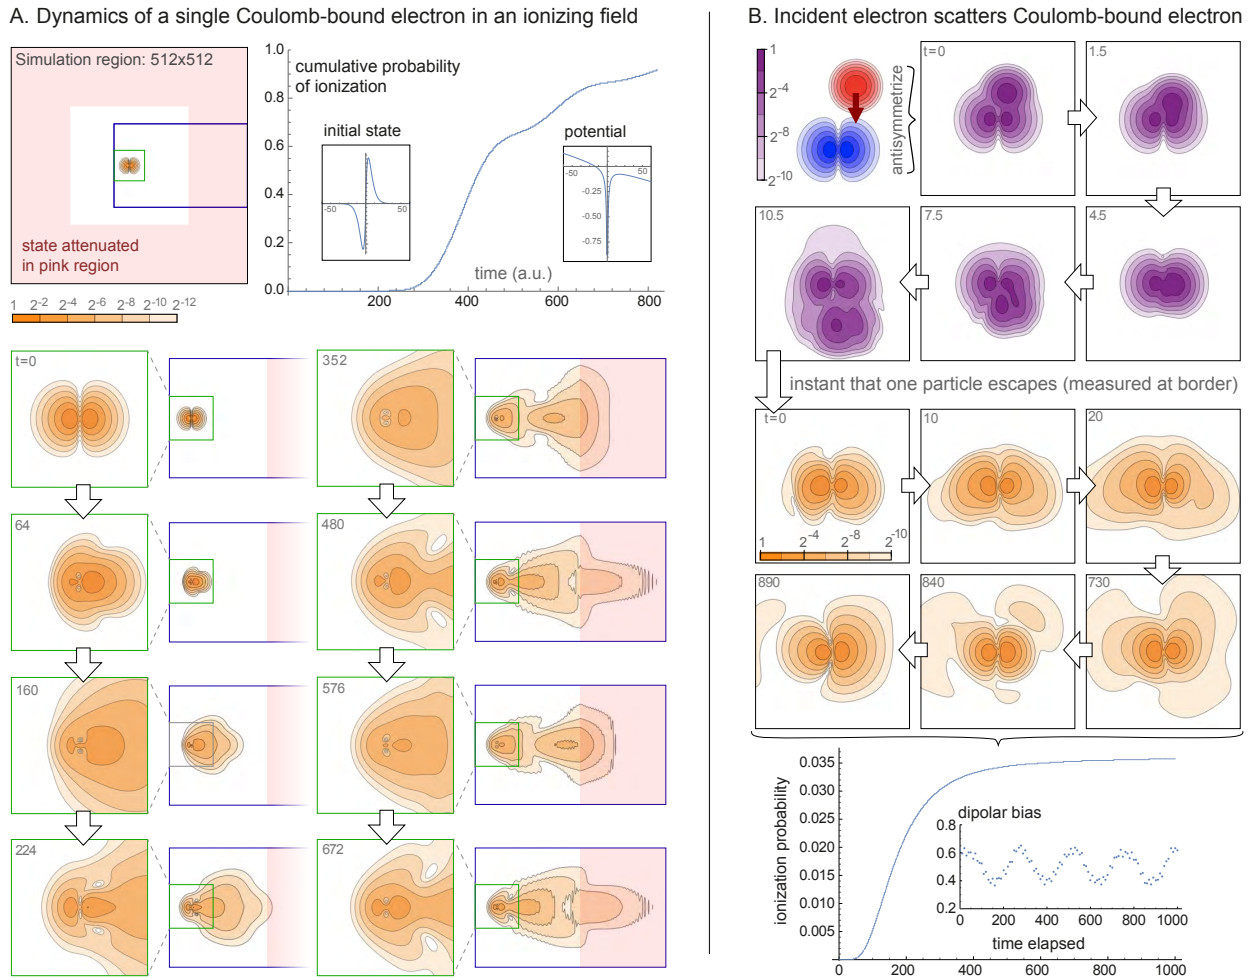 A. Dynamics of a single Coulomb-bound electron in an ionizing field
Simulation region: 512x512
state attenuated
in pink region
1 2^-2 2^-4 2^-6 2^-8 2^-10 2^-12
1.0
0.8
0.6
0.4
0.2
0.0
cumulative probability
of ionization
initial state
-50 50
potential
-50 50
-0.25
-0.50
-0.75
time (a.u.)
200 400 600 800
t=0
64
160
224
352
480
576
672
B. Incident electron scatters Coulomb-bound electron
1
2^-4
2^-8
2^-10
antisymmetrize
t=0
1.5
10.5
7.5
4.5
instant that one particle escapes (measured at border)
t=0
10
20
1 2^-4 2^-8 2^-10
890
840
730
ionization probability
0.035
0.030
0.025
0.020
0.015
0.010
0.005
0 200 400 600 800 1000
dipolar bias
0.8
0.6
0.4
0.2
0 200 400 600 800 1000
time elapsed